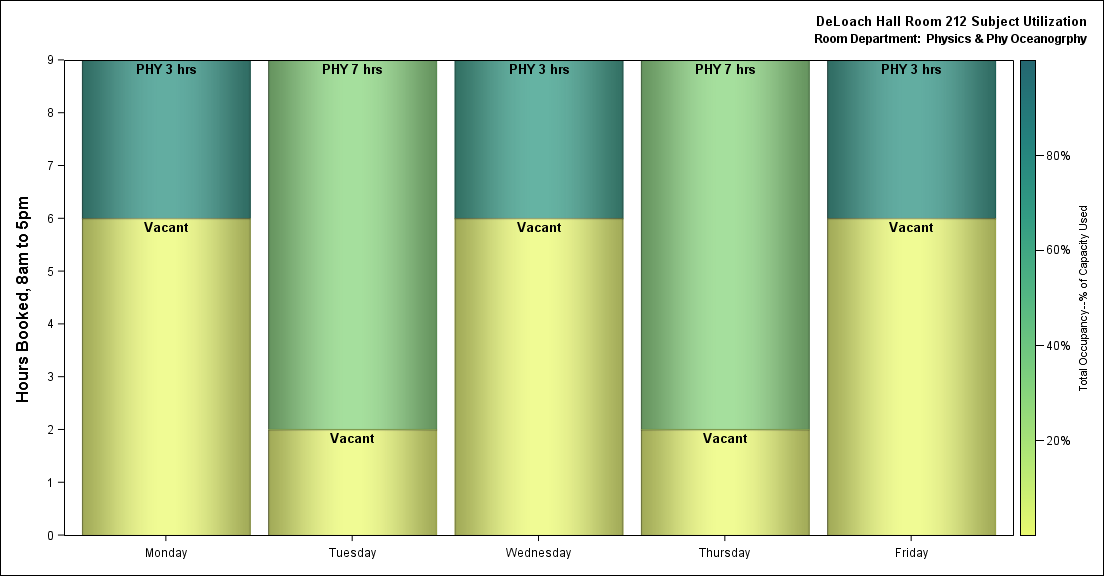 DeLoach Hall Room 212 Subject Utilization
Room Department: Physics & Phy Oceanogrphy
Hours Booked, 8am to 5pm
9
8
7
6
5
4
3
2
1
0
PHY 3 hrs
PHY 7 hrs
PHY 3 hrs
PHY 7 hrs
PHY 3 hrs
Vacant
Vacant
Vacant
Vacant
Vacant
Monday
Tuesday
Wednesday
Thursday
Friday
80%
60%
40%
20%
Total Occupancy--% of Capacity Used